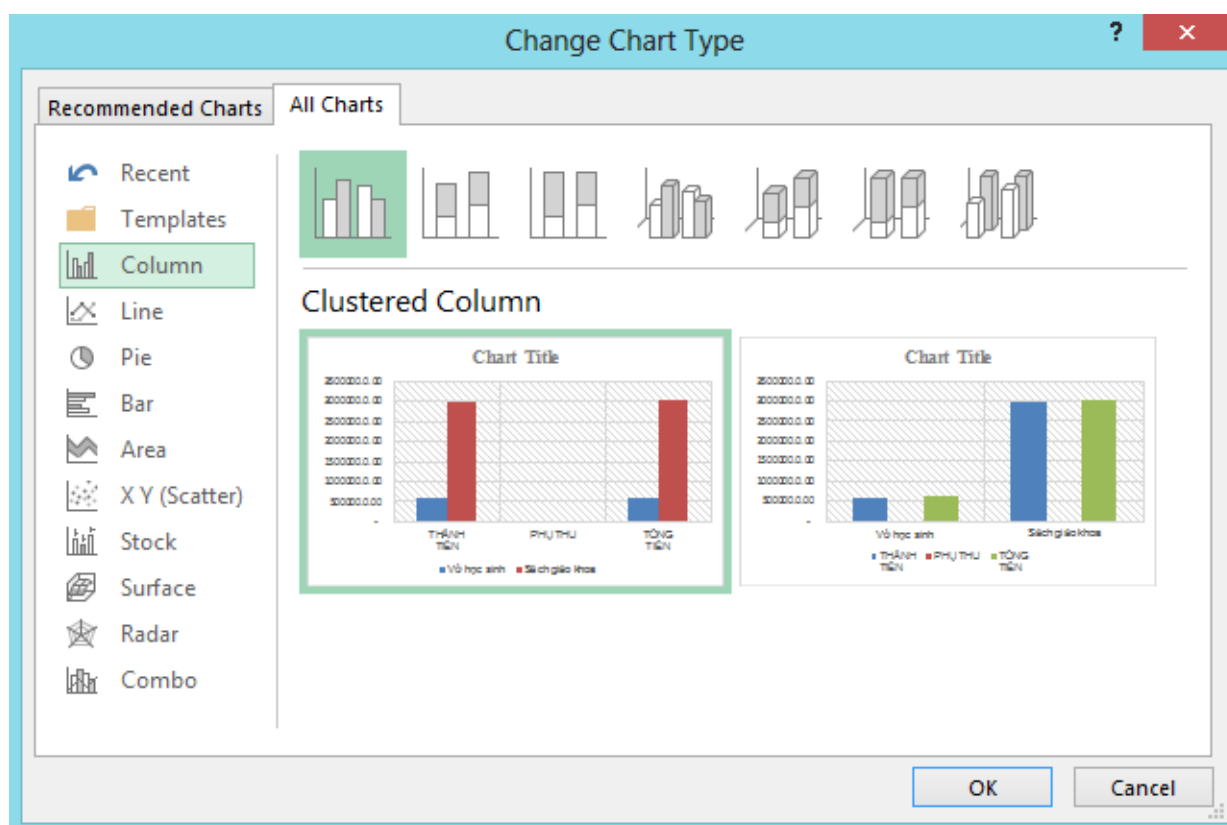 Change Chart Type
?
Recommended Charts
All Charts
Recent
Templates
Column
Line
Pie
Bar
Area
X Y (Scatter)
Stock
Surface
Radar
Combo
Clustered Column
Chart Title
THÀNH TIỀN
PHỤ THU
TỔNG TIỀN
Vở học sinh
Sách giáo khoa
Chart Title
Vở học sinh
Sách giáo khoa
THÀNH TIỀN
PHỤ THU
TỔNG TIỀN
OK
Cancel